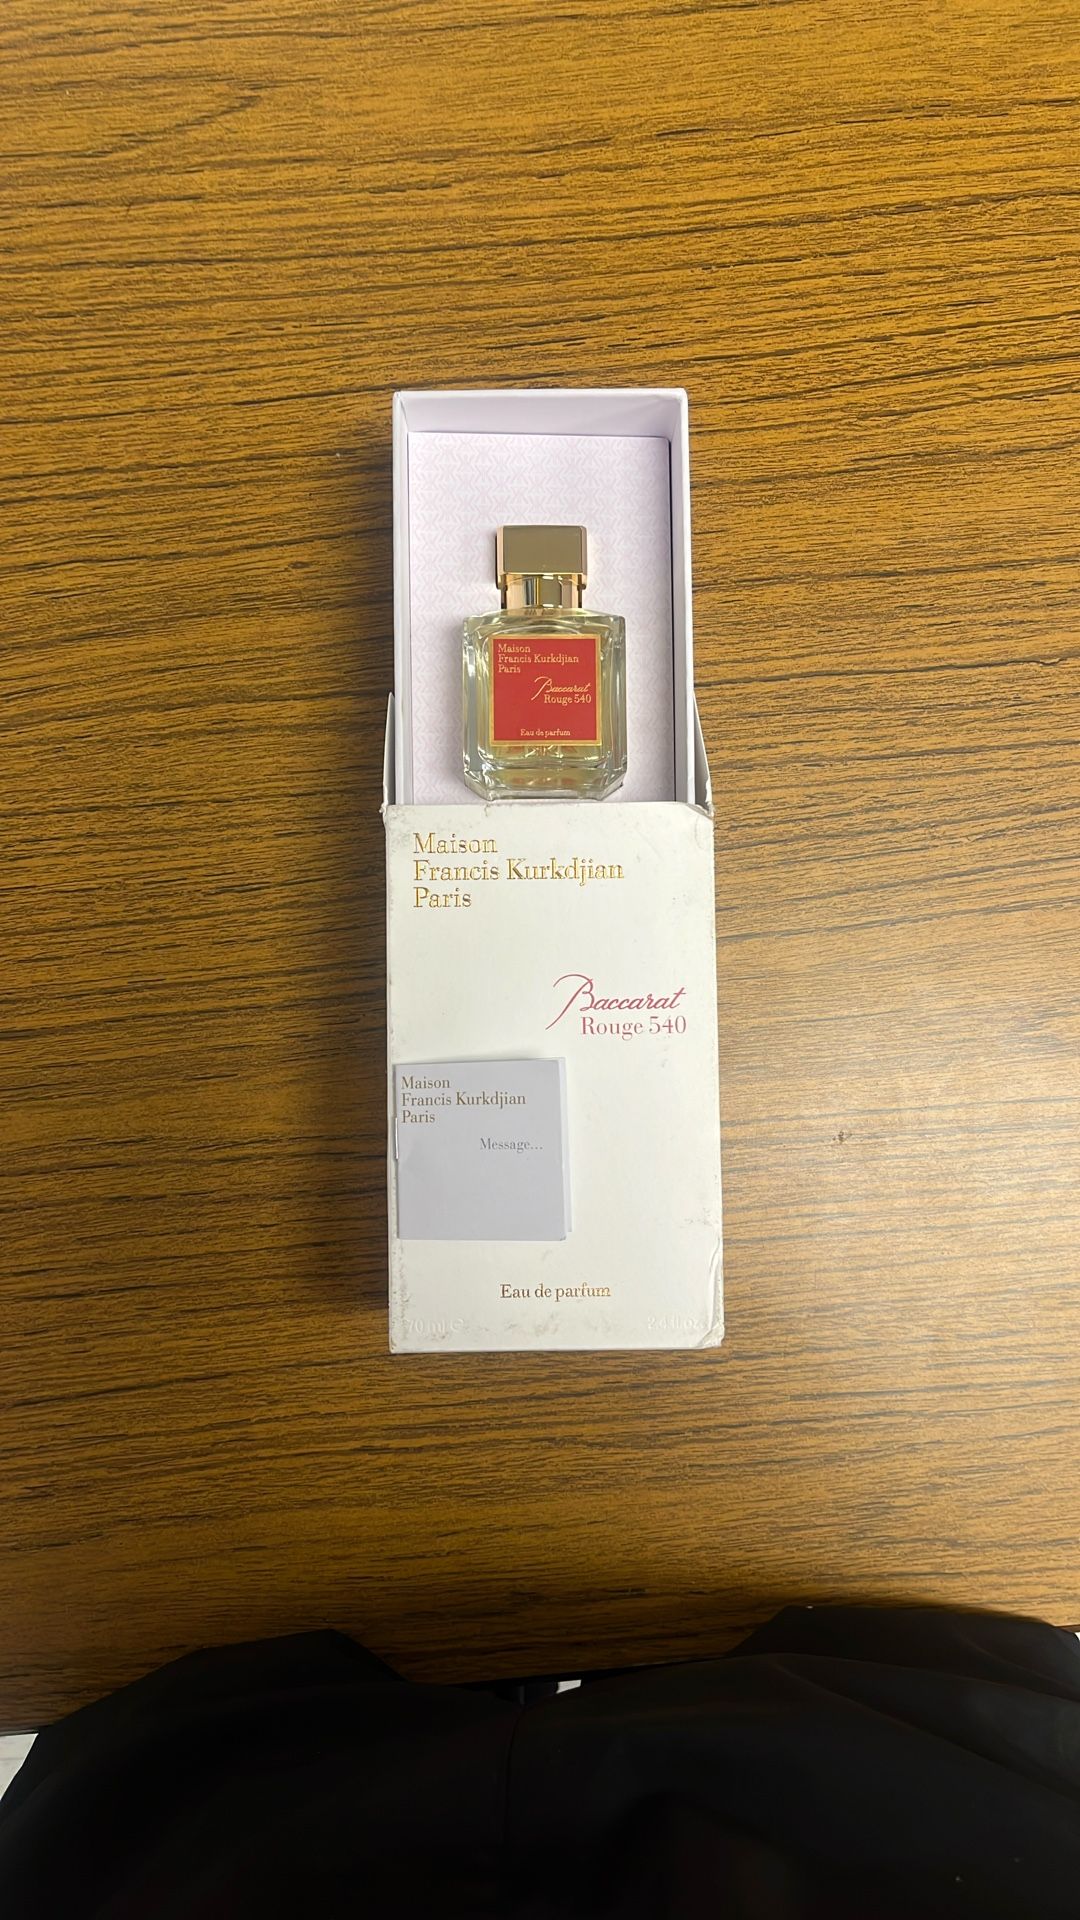 Maison
Francis Kurkdjian
Paris
Baccarat
Rouge 540
Eau de parfum
Maison
Francis Kurkdjian
Paris
Baccarat
Rouge 540
Maison
Francis Kurkdjian
Paris
Message...
Eau de parfum
70 ml ℮ 2.4 fl.oz.